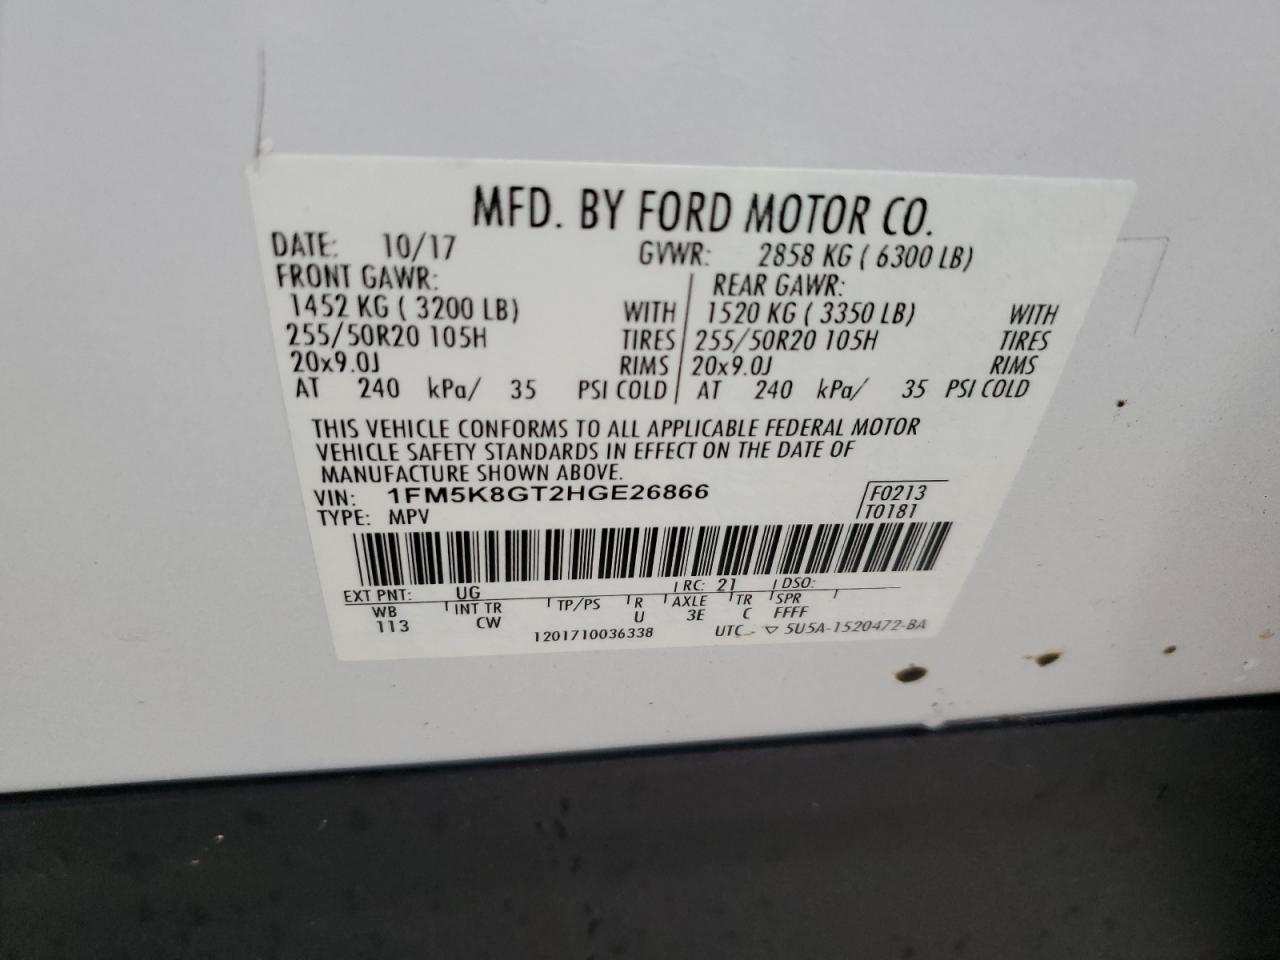 MFD. BY FORD MOTOR CO.
DATE: 10/17 GVWR: 2858 KG ( 6300 LB)
FRONT GAWR: REAR GAWR:
1452 KG ( 3200 LB) WITH 1520 KG ( 3350 LB) WITH
255/50R20 105H TIRES 255/50R20 105H TIRES
20x9.0J RIMS 20x9.0J RIMS
AT 240 kPa/ 35 PSI COLD AT 240 kPa/ 35 PSI COLD
THIS VEHICLE CONFORMS TO ALL APPLICABLE FEDERAL MOTOR
VEHICLE SAFETY STANDARDS IN EFFECT ON THE DATE OF
MANUFACTURE SHOWN ABOVE.
VIN: 1FM5K8GT2HGE26866 F0213
TYPE: MPV T0181
EXT PNT: UG RC: 21 DSO:
WB INT TR TP/PS R AXLE TR SPR
113 CW U 3E C FFFF
1201710036338 UTC ▽ 5U5A-1520472-BA